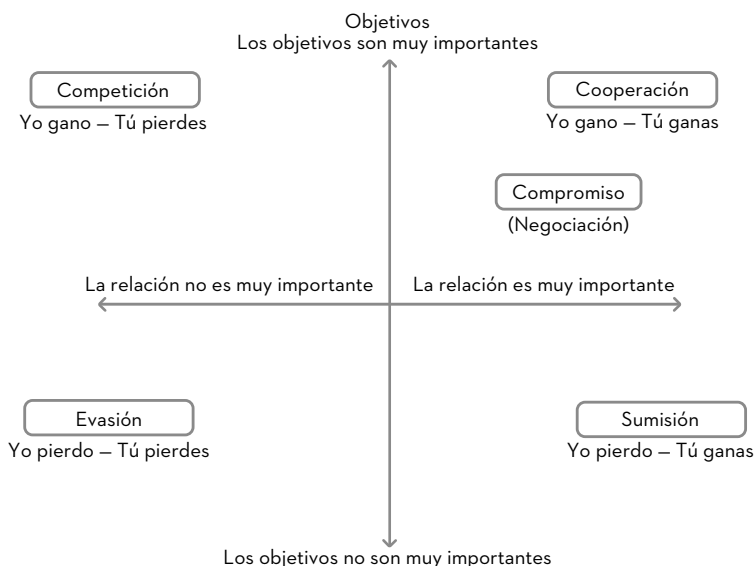 Objetivos
Los objetivos son muy importantes
Competición
Yo gano – Tú pierdes
Cooperación
Yo gano – Tú ganas
Compromiso
(Negociación)
La relación no es muy importante
La relación es muy importante
Evasión
Yo pierdo – Tú pierdes
Sumisión
Yo pierdo – Tú ganas
Los objetivos no son muy importantes